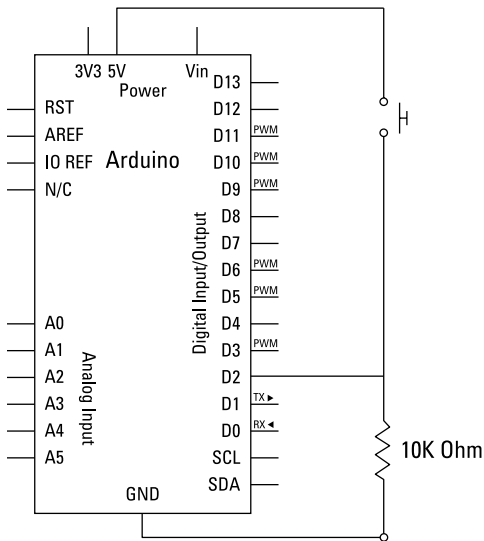 3V3 5V Vin
Power
Arduino
RST
AREF
IO REF
N/C
A0
A1
A2
A3
A4
A5
Analog Input
D13
D12
D11 PWM
D10 PWM
D9 PWM
D8
D7
D6 PWM
D5 PWM
D4
D3 PWM
D2
D1 TX ▶
D0 RX ◀
SCL
SDA
Digital Input/Output
GND
10K Ohm